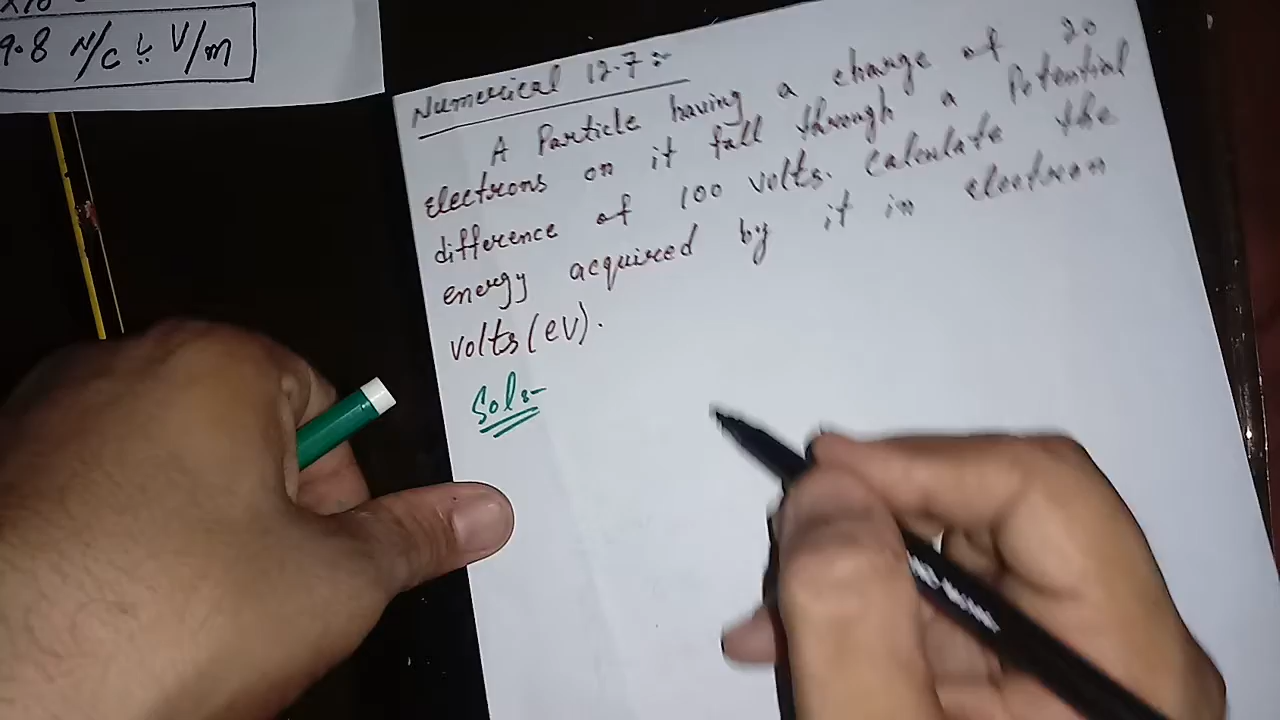 9.8 N/C
V/m
Numerical 12.7:-
A Particle having a charge of 20
electrons on it fall through a Potential
difference of 100 volts. Calculate the
energy acquired by it in electron
volts (eV).
Sol:-